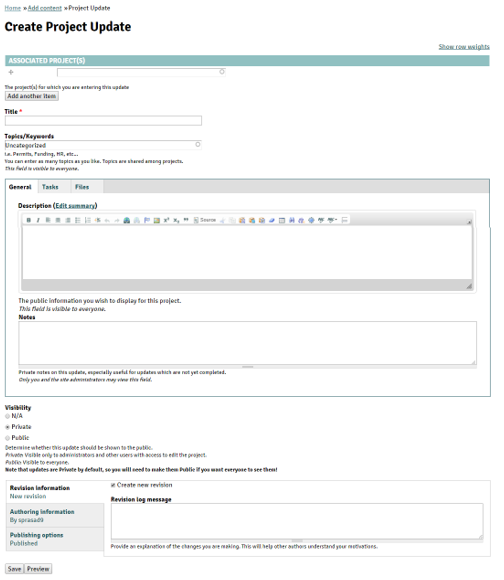 Home » Add content » Project Update
Create Project Update
Show row weights
ASSOCIATED PROJECT(S)
The project(s) for which you are entering this update
Add another item
Title *
Topics/Keywords
Uncategorized
i.e. Permits, Funding, HR, etc...
You can enter as many topics as you like. Topics are shared among projects.
This field is visible to everyone.
General Tasks Files
Description (Edit summary)
Source
The public information you wish to display for this project.
This field is visible to everyone.
Notes
Private notes on this update, especially useful for updates which are not yet completed.
Only you and the site administrators may view this field.
Visibility
N/A
Private
Public
Determine whether this update should be shown to the public.
Private: Visible only to administrators and other users with access to edit the project.
Public: Visible to everyone.
Note that updates are Private by default, so you will need to make them Public if you want everyone to see them!
Revision information
New revision
Authoring information
By sprasad9
Publishing options
Published
Create new revision
Revision log message
Provide an explanation of the changes you are making. This will help other authors understand your motivations.
Save Preview